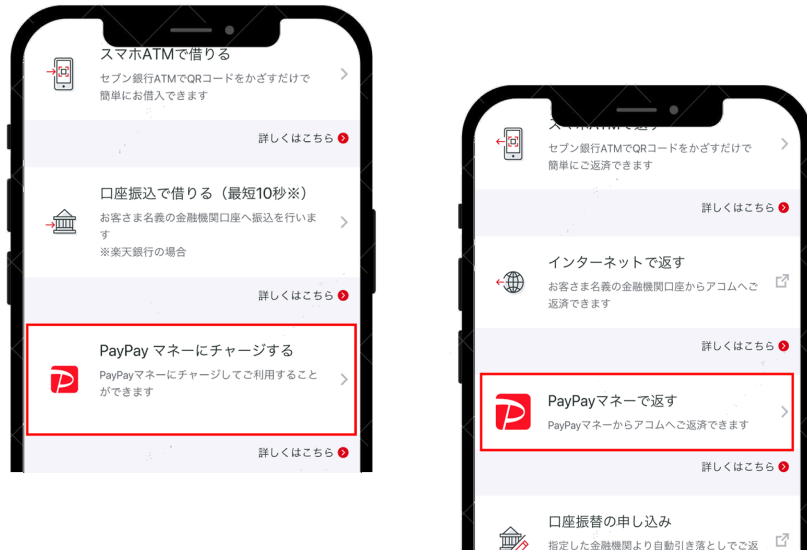 スマホATMで借りる
セブン銀行ATMでQRコードをかざすだけで
簡単にお借入できます
詳しくはこちら
口座振込で借りる（最短10秒※）
お客さま名義の金融機関口座へ振込を行いま
す
※楽天銀行の場合
詳しくはこちら
PayPay マネーにチャージする
PayPayマネーにチャージしてご利用すること
ができます
詳しくはこちら
スマホATMで返す
セブン銀行ATMでQRコードをかざすだけで
簡単にご返済できます
詳しくはこちら
インターネットで返す
お客さま名義の金融機関口座からアコムへご
返済できます
詳しくはこちら
PayPayマネーで返す
PayPayマネーからアコムへご返済できます
詳しくはこちら
口座振替の申し込み
指定した金融機関より自動引き落としでご返